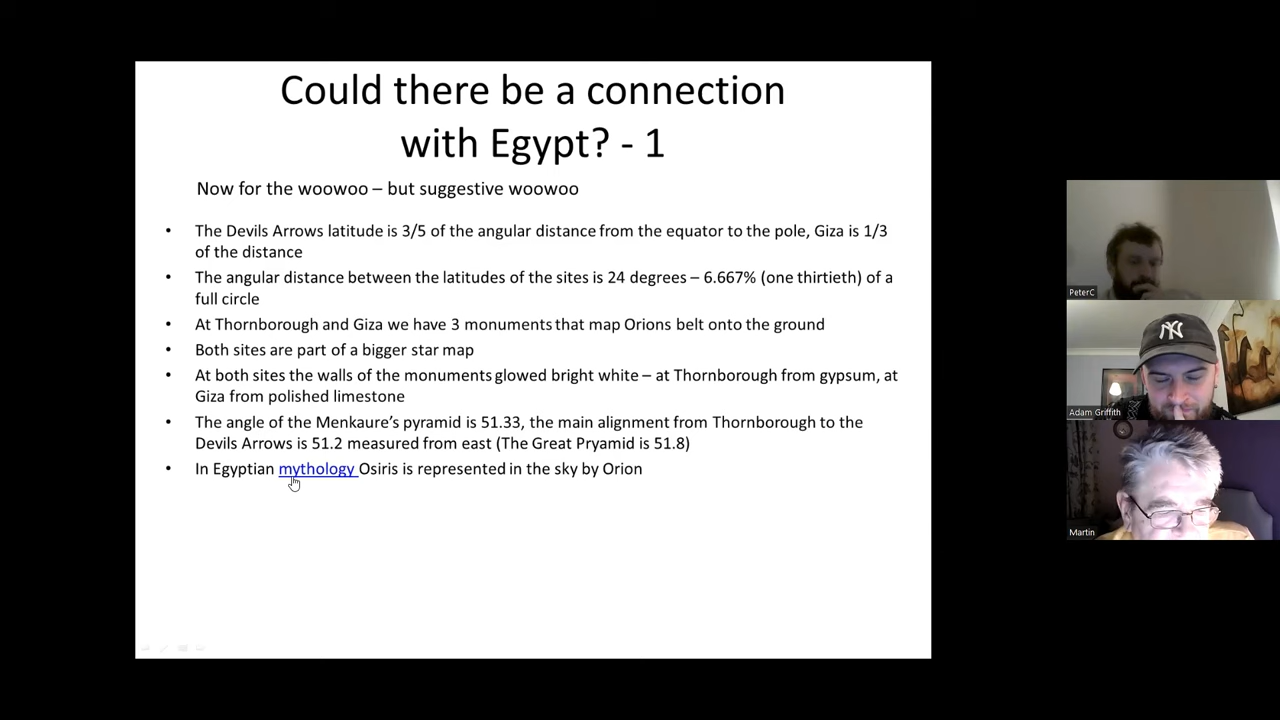 Could there be a connection
with Egypt? - 1
Now for the woowoo – but suggestive woowoo
• The Devils Arrows latitude is 3/5 of the angular distance from the equator to the pole, Giza is 1/3
of the distance
• The angular distance between the latitudes of the sites is 24 degrees – 6.667% (one thirtieth) of a
full circle
• At Thornborough and Giza we have 3 monuments that map Orions belt onto the ground
• Both sites are part of a bigger star map
• At both sites the walls of the monuments glowed bright white – at Thornborough from gypsum, at
Giza from polished limestone
• The angle of the Menkaure’s pyramid is 51.33, the main alignment from Thornborough to the
Devils Arrows is 51.2 measured from east (The Great Pryamid is 51.8)
• In Egyptian mythology Osiris is represented in the sky by Orion
PeterC
NY
Adam Griffith
Martin